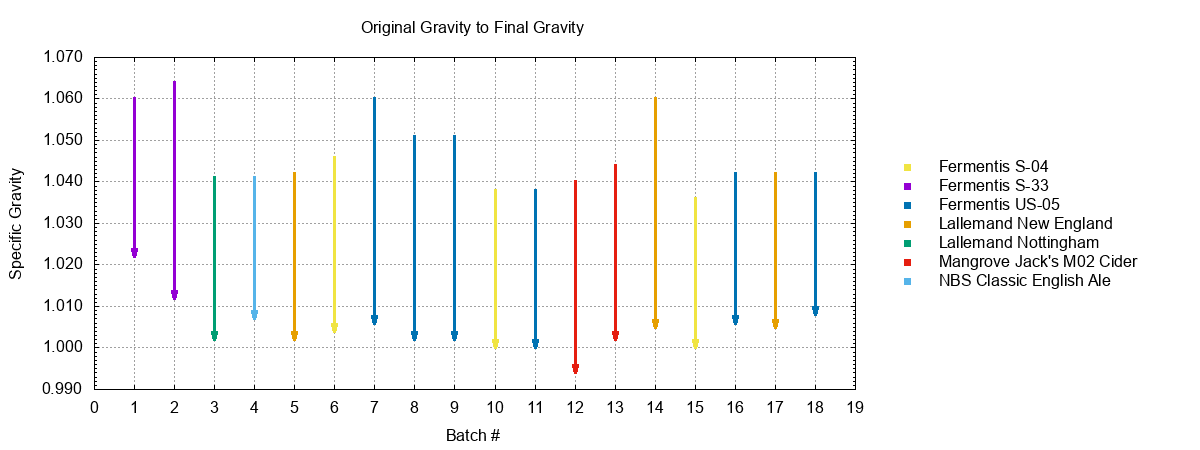 Original Gravity to Final Gravity
1.070
1.060
1.050
1.040
1.030
1.020
1.010
1.000
0.990
Specific Gravity
0 1 2 3 4 5 6 7 8 9 10 11 12 13 14 15 16 17 18 19
Batch #
Fermentis S-04
Fermentis S-33
Fermentis US-05
Lallemand New England
Lallemand Nottingham
Mangrove Jack's M02 Cider
NBS Classic English Ale